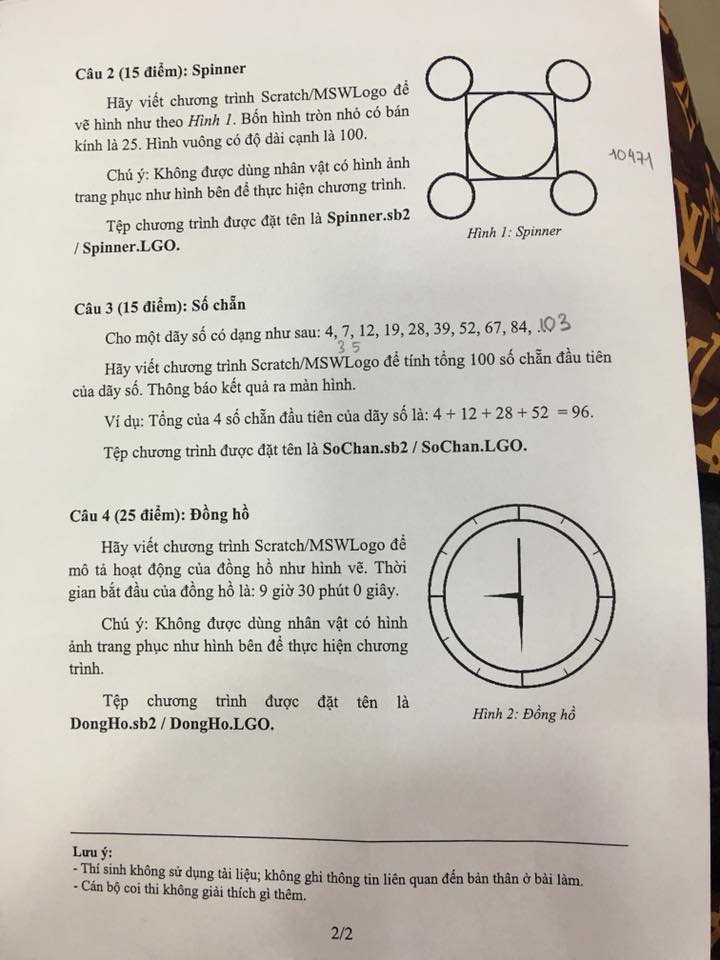 Câu 2 (15 điểm): Spinner
Hãy viết chương trình Scratch/MSWLogo để
vẽ hình như theo Hình 1. Bốn hình tròn nhỏ có bán
kính là 25. Hình vuông có độ dài cạnh là 100.
Chú ý: Không được dùng nhân vật có hình ảnh
trang phục như hình bên để thực hiện chương trình.
Tệp chương trình được đặt tên là Spinner.sb2
/ Spinner.LGO.
10471
Hình 1: Spinner
Câu 3 (15 điểm): Số chẵn
Cho một dãy số có dạng như sau: 4, 7, 12, 19, 28, 39, 52, 67, 84, .103
3 5
Hãy viết chương trình Scratch/MSWLogo để tính tổng 100 số chẵn đầu tiên
của dãy số. Thông báo kết quả ra màn hình.
Ví dụ: Tổng của 4 số chẵn đầu tiên của dãy số là: 4 + 12 + 28 + 52 = 96.
Tệp chương trình được đặt tên là SoChan.sb2 / SoChan.LGO.
Câu 4 (25 điểm): Đồng hồ
Hãy viết chương trình Scratch/MSWLogo để
mô tả hoạt động của đồng hồ như hình vẽ. Thời
gian bắt đầu của đồng hồ là: 9 giờ 30 phút 0 giây.
Chú ý: Không được dùng nhân vật có hình
ảnh trang phục như hình bên để thực hiện chương
trình.
Tệp chương trình được đặt tên là
DongHo.sb2 / DongHo.LGO.
Hình 2: Đồng hồ
Lưu ý:
- Thí sinh không sử dụng tài liệu; không ghi thông tin liên quan đến bản thân ở bài làm.
- Cán bộ coi thi không giải thích gì thêm.
2/2